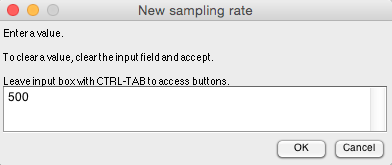 New sampling rate
Enter a value.
To clear a value, clear the input field and accept.
Leave input box with CTRL-TAB to access buttons.
500
OK
Cancel